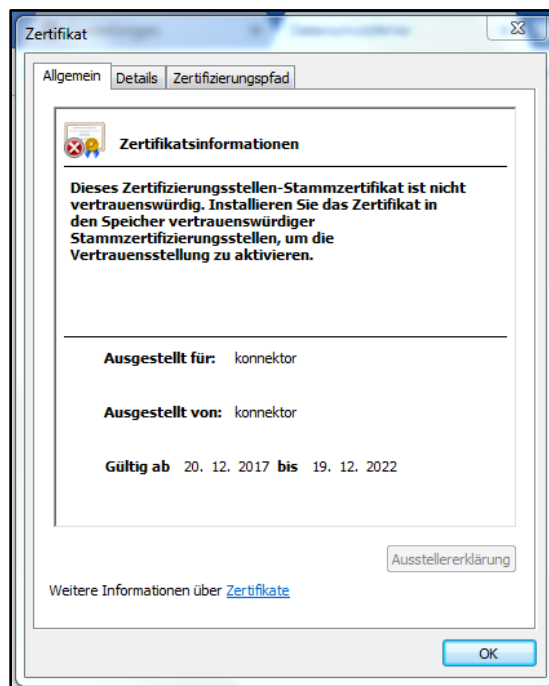 Zertifikat
Allgemein Details Zertifizierungspfad
Zertifikatsinformationen
Dieses Zertifizierungsstellen-Stammzertifikat ist nicht
vertrauenswürdig. Installieren Sie das Zertifikat in
den Speicher vertrauenswürdiger
Stammzertifizierungsstellen, um die
Vertrauensstellung zu aktivieren.
Ausgestellt für: konnektor
Ausgestellt von: konnektor
Gültig ab 20. 12. 2017 bis 19. 12. 2022
Ausstellererklärung
Weitere Informationen über Zertifikate
OK